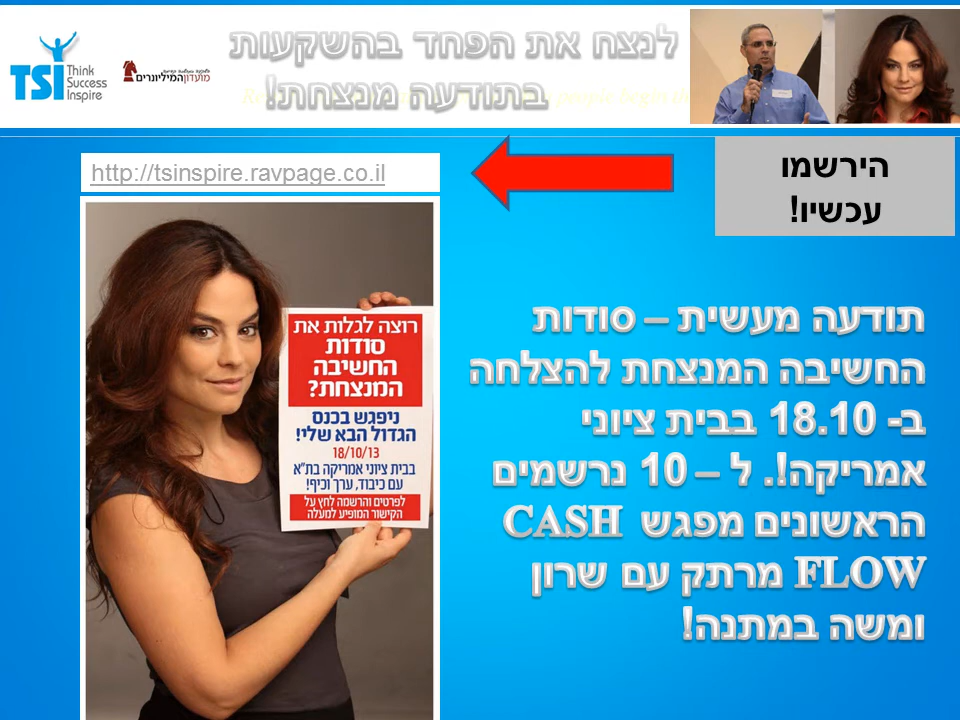 לנצח את הפחד בהשקעות
בתודעה מנצחת!
TSI Think
Success
Inspire
מועדון המיליונרים
הירשמו
עכשיו!
http://tsinspire.ravpage.co.il
רוצה לגלות את
סודות
החשיבה
המנצחת?
ניפגש בכנס
הגדול הבא שלי!
18/10/13
בבית ציוני אמריקה בת"א
עם כיבוד, ערך וכיף!
לפרטים והרשמה לחץ על
הקישור המופיע למעלה
תודעה מעשית – סודות
החשיבה המנצחת להצלחה
ב- 18.10 בבית ציוני
אמריקה!. ל – 10 נרשמים
הראשונים מפגש CASH
FLOW מרתק עם שרון
ומשה במתנה!